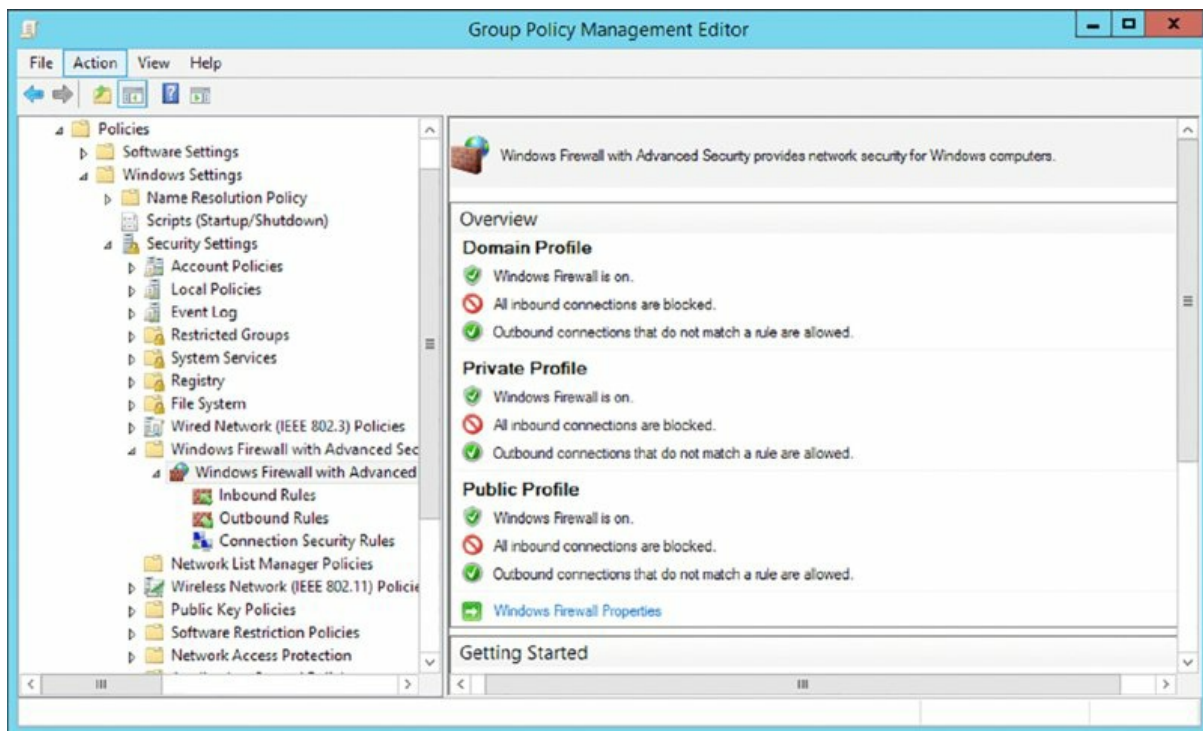 Group Policy Management Editor
File Action View Help
Policies
Software Settings
Windows Settings
Name Resolution Policy
Scripts (Startup/Shutdown)
Security Settings
Account Policies
Local Policies
Event Log
Restricted Groups
System Services
Registry
File System
Wired Network (IEEE 802.3) Policies
Windows Firewall with Advanced Sec
Windows Firewall with Advanced
Inbound Rules
Outbound Rules
Connection Security Rules
Network List Manager Policies
Wireless Network (IEEE 802.11) Policie
Public Key Policies
Software Restriction Policies
Network Access Protection
Windows Firewall with Advanced Security provides network security for Windows computers.
Overview
Domain Profile
Windows Firewall is on.
All inbound connections are blocked.
Outbound connections that do not match a rule are allowed.
Private Profile
Windows Firewall is on.
All inbound connections are blocked.
Outbound connections that do not match a rule are allowed.
Public Profile
Windows Firewall is on.
All inbound connections are blocked.
Outbound connections that do not match a rule are allowed.
Windows Firewall Properties
Getting Started